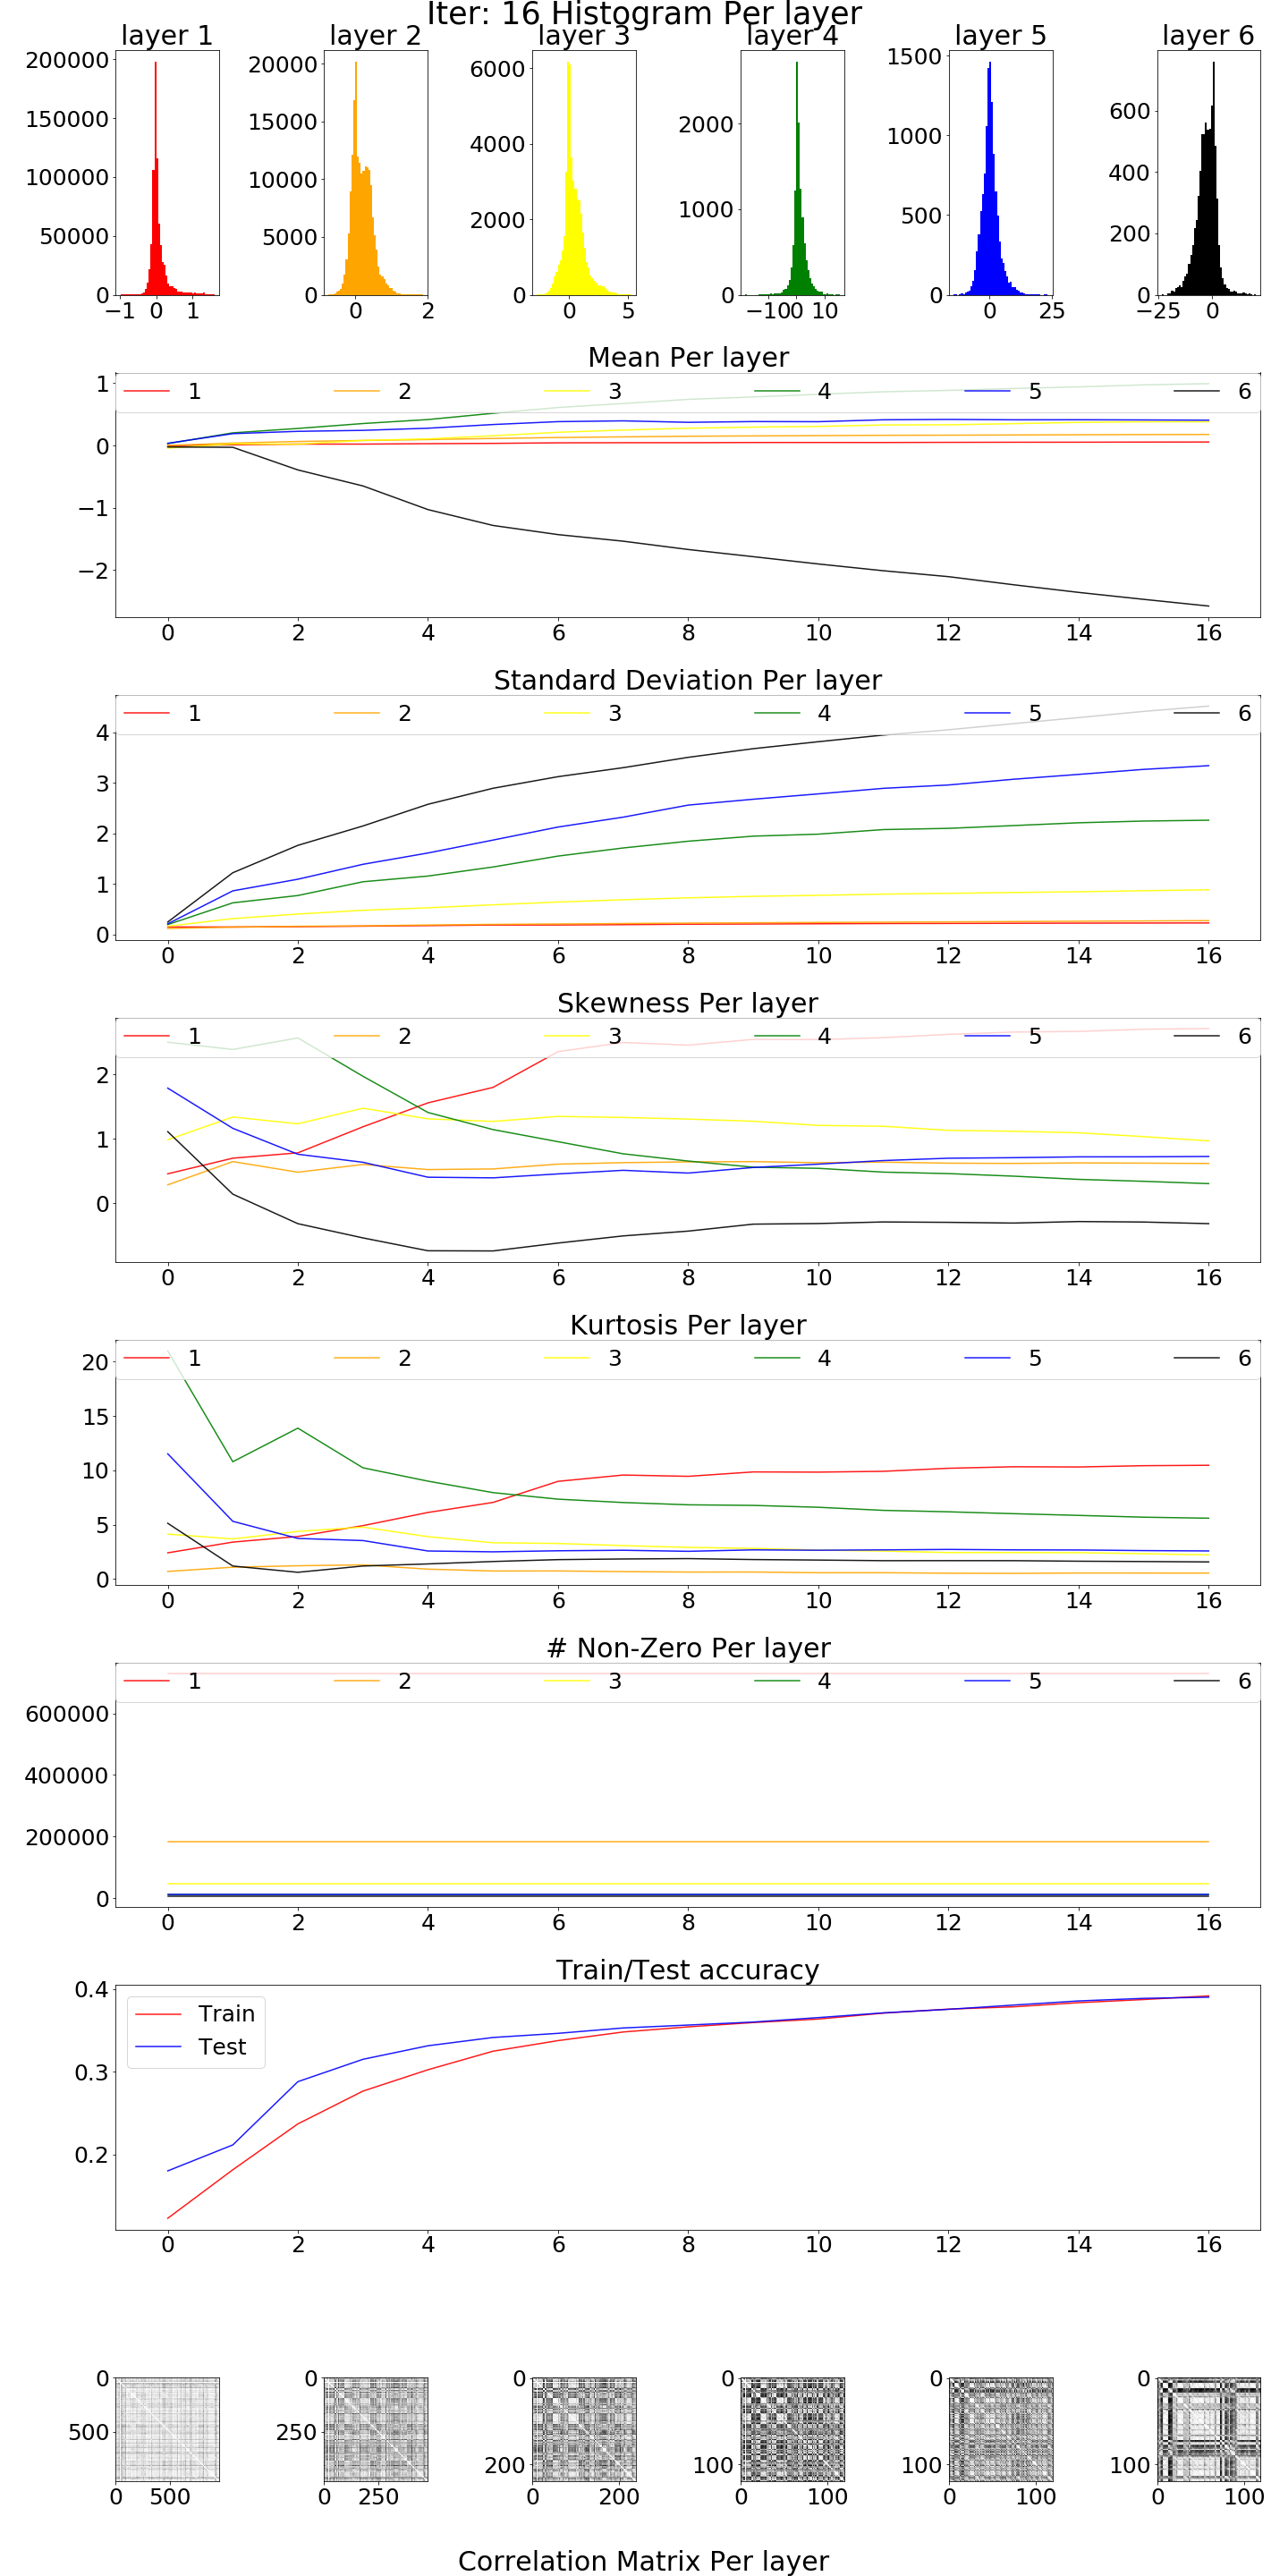 Iter: 16 Histogram Per layer
layer 1 layer 2 layer 3 layer 4 layer 5 layer 6
200000 150000 100000 50000 0
−1 0 1
20000 15000 10000 5000 0
0 2
6000 4000 2000 0
0 5
2000 1000 0
−10 0 10
1500 1000 500 0
0 25
600 400 200 0
−25 0
Mean Per layer
1 2 3 4 5 6
1
0
−1
−2
0 2 4 6 8 10 12 14 16
Standard Deviation Per layer
1 2 3 4 5 6
4
3
2
1
0
0 2 4 6 8 10 12 14 16
Skewness Per layer
1 2 3 4 5 6
2
1
0
0 2 4 6 8 10 12 14 16
Kurtosis Per layer
1 2 3 4 5 6
20
15
10
5
0
0 2 4 6 8 10 12 14 16
# Non-Zero Per layer
1 2 3 4 5 6
600000
400000
200000
0
0 2 4 6 8 10 12 14 16
Train/Test accuracy
Train
Test
0.4
0.3
0.2
0 2 4 6 8 10 12 14 16
0 500
0 500
0 250
0 250
0 200
0 200
0 100
0 100
0 100
0 100
0 100
0 100
Correlation Matrix Per layer